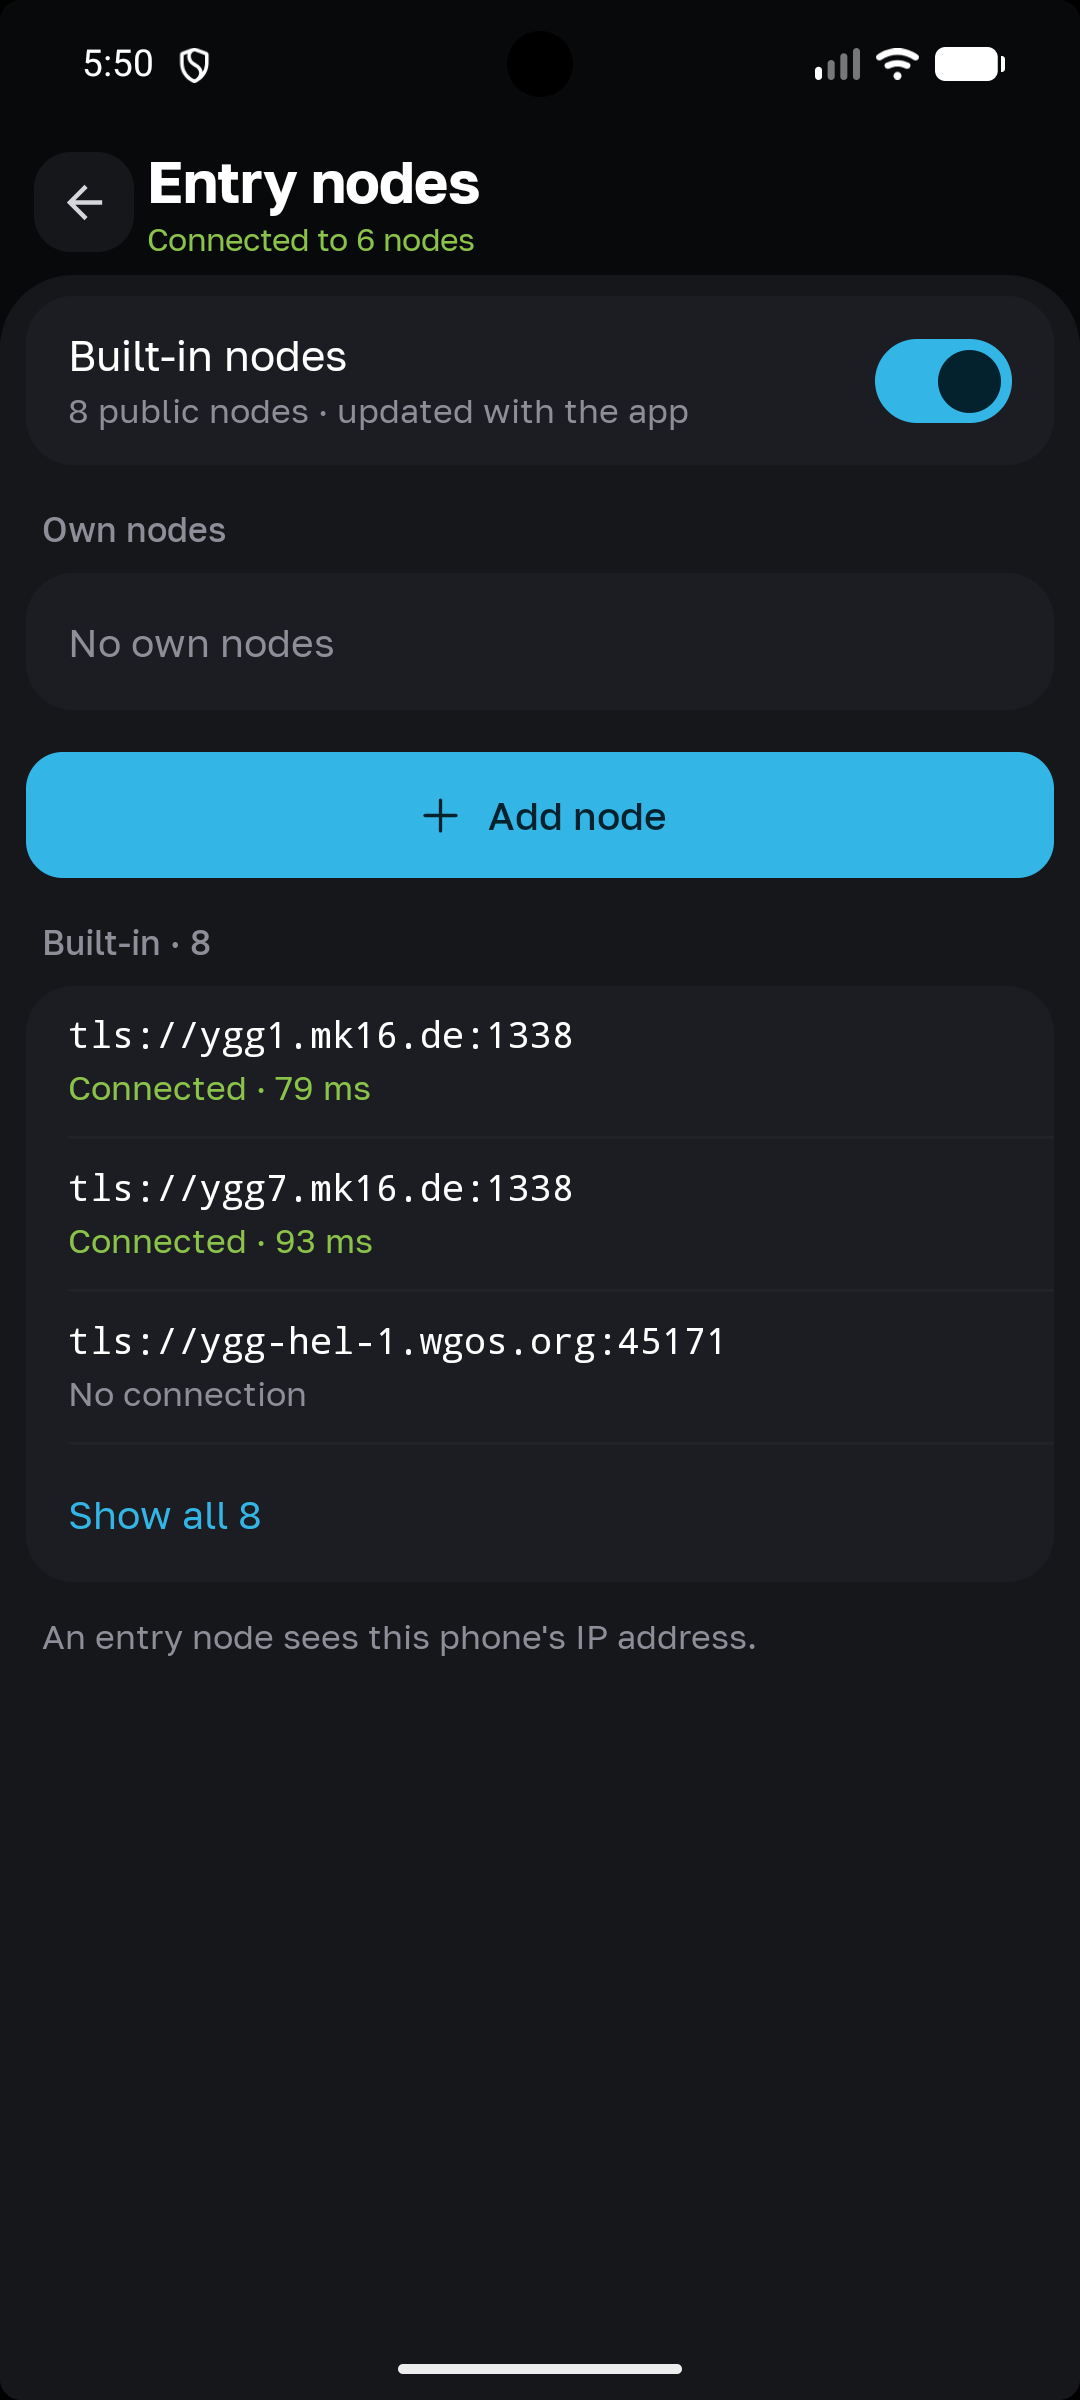 5:50
Entry nodes
Connected to 6 nodes
Built-in nodes
8 public nodes · updated with the app
Own nodes
No own nodes
Add node
Built-in · 8
tls://ygg1.mk16.de:1338
Connected · 79 ms
tls://ygg7.mk16.de:1338
Connected · 93 ms
tls://ygg-hel-1.wgos.org:45171
No connection
Show all 8
An entry node sees this phone's IP address.